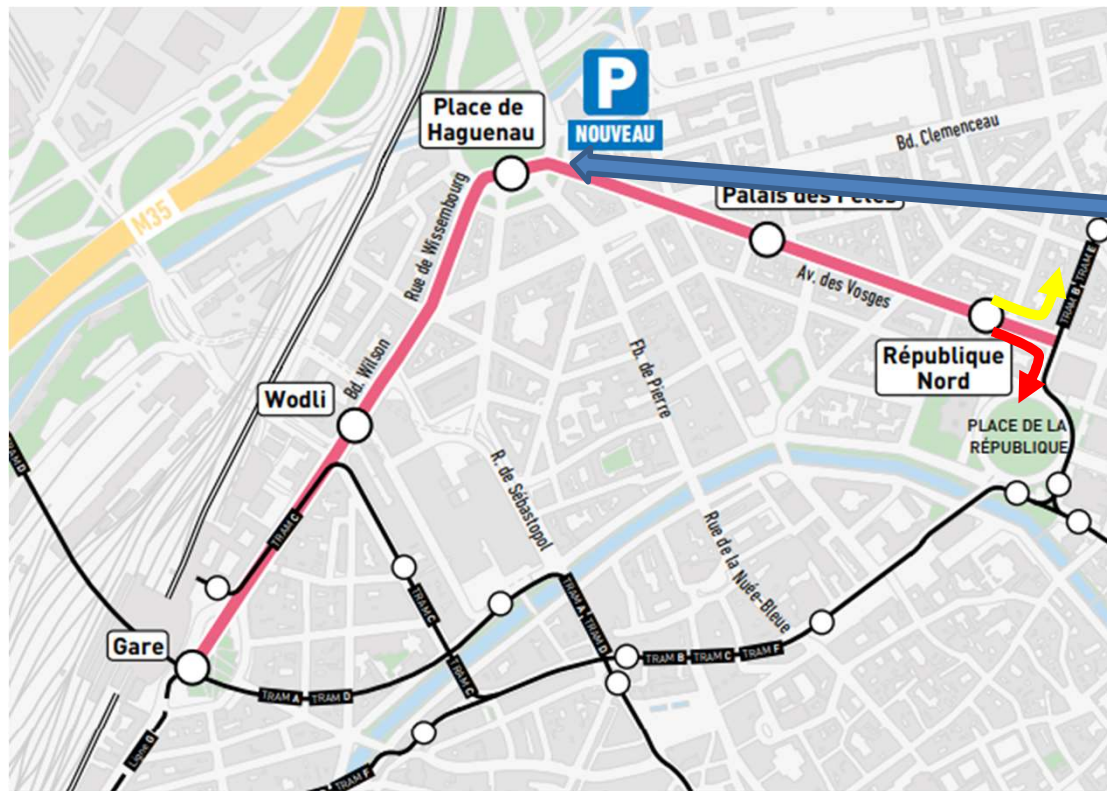 P
NOUVEAU
Place de
Haguenau
Bd. Clemenceau
M35
Palais des Fêtes
Rue de Wissembourg
Av. des Vosges
TRAM B
TRAM E
République
Nord
Fb. de Pierre
Bd. Wilson
Wodli
PLACE DE LA
RÉPUBLIQUE
TRAM D
R. de Sébastopol
TRAM C
Rue de la Nuée-Bleue
TRAM C
TRAM A
TRAM D
Gare
TRAM B
TRAM C
TRAM F
TRAM A
TRAM D
TRAM C
Ligne G
TRAM F